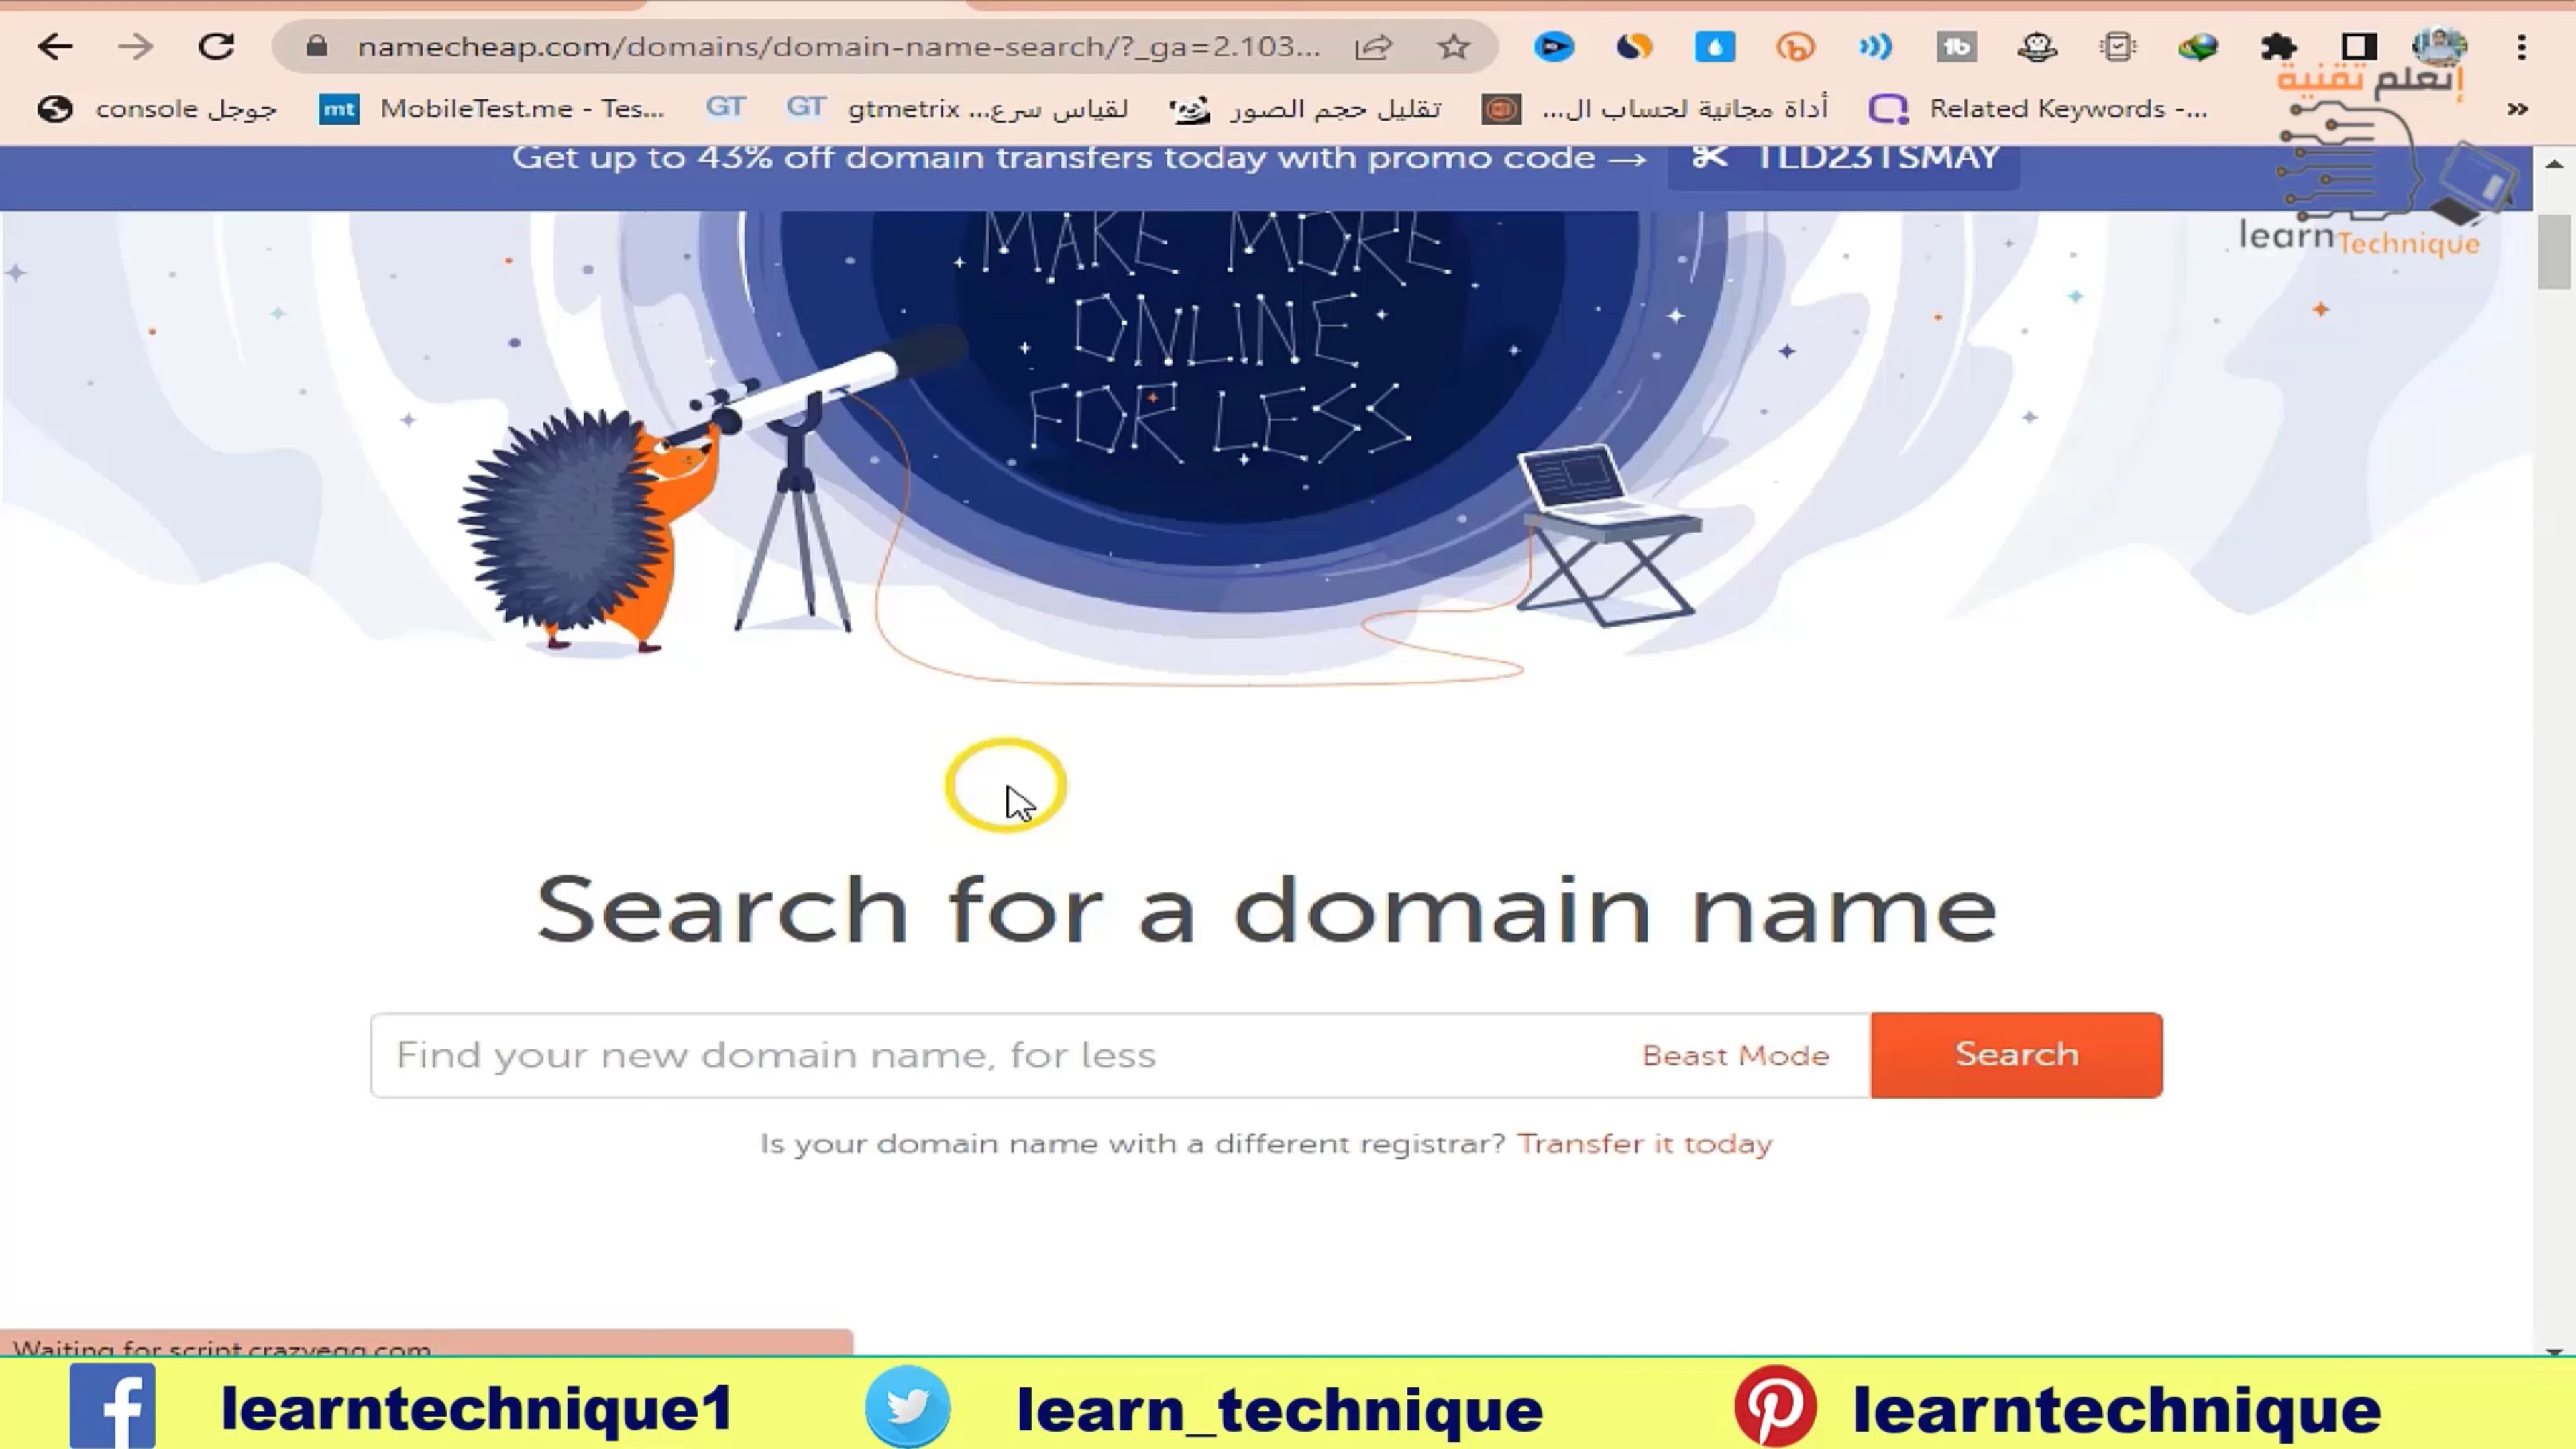 namecheap.com/domains/domain-name-search/?_ga=2.103...
console جوجل
mt MobileTest.me - Tes...
GT
GT gtmetrix لقياس سرع...
تقليل حجم الصور
أداة مجانية لحساب ال...
Related Keywords -...
»
إتعلم تقنية
learn Technique
Get up to 43% off domain transfers today with promo code → TLD23TSMAY
MAKE MORE
ONLINE
FOR LESS
Search for a domain name
Find your new domain name, for less
Beast Mode
Search
Is your domain name with a different registrar? Transfer it today
Waiting for script.crazyegg.com
learntechnique1
learn_technique
learntechnique